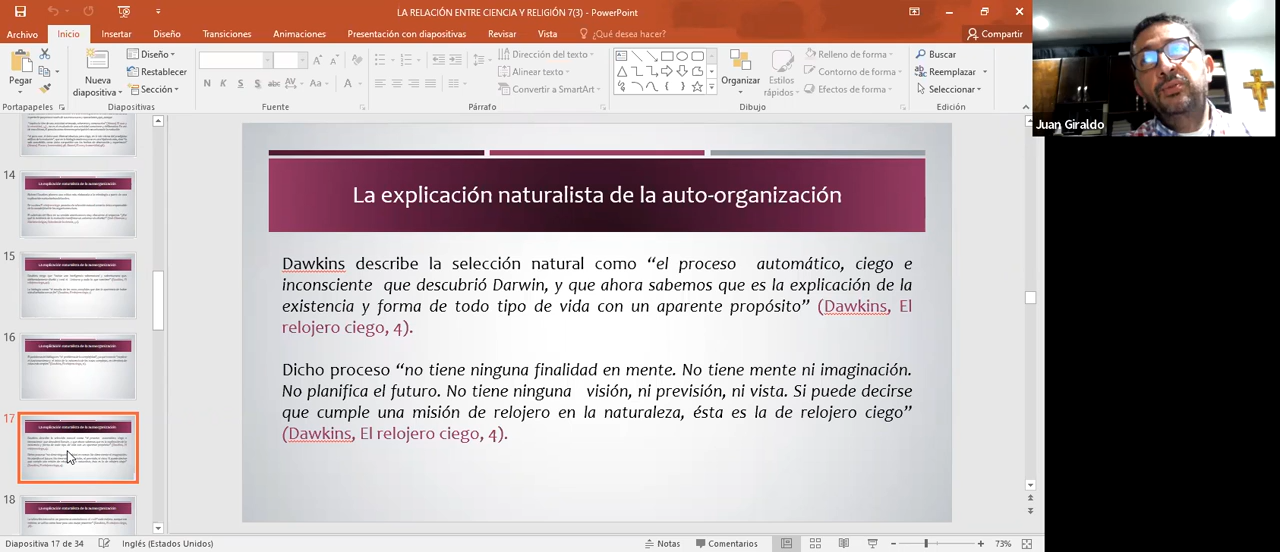 LA RELACIÓN ENTRE CIENCIA Y RELIGIÓN 7(3) - PowerPoint
Archivo Inicio Insertar Diseño Transiciones Animaciones Presentación con diapositivas Revisar Vista ¿Qué desea hacer? Compartir
Pegar
Nueva diapositiva
Diseño
Restablecer
Sección
N K S abc AV Aa A
Dirección del texto
Alinear texto
Convertir a SmartArt
Organizar
Estilos rápidos
Relleno de forma
Contorno de forma
Efectos de forma
Buscar
Reemplazar
Seleccionar
Portapapeles Diapositivas Fuente Párrafo Dibujo Edición
Juan Giraldo
14
15
16
17
18
La explicación naturalista de la auto-organización
Dawkins describe la selección natural como “el proceso automático, ciego
inconsciente que descubrió Darwin, y que ahora sabemos que es la explicación de la
existencia y forma de todo tipo de vida con un aparente propósito” (Dawkins, El
relojero ciego, 4).
Dicho proceso “no tiene ninguna finalidad en mente. No tiene mente ni imaginación.
No planifica el futuro. No tiene ninguna visión, ni previsión, ni vista. Si puede decirse
que cumple una misión de relojero en la naturaleza, ésta es la de relojero ciego”
El relojero ciego,
Diapositiva 17 de 34 Inglés (Estados Unidos) Notas Comentarios 73%